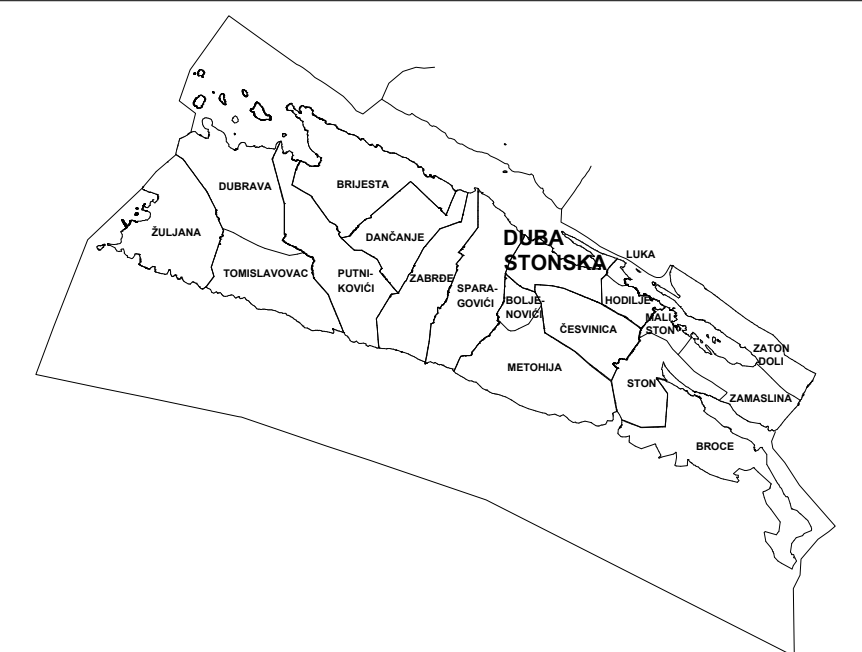 BRIJESTA
DUBRAVA
ŽULJANA
DANČANJE
DUBA
STONSKA
LUKA
TOMISLAVOVAC
PUTNI-
KOVIĆI
ZABRĐE
SPARA-
GOVIĆI
BOLJE-
NOVIĆI
HODILJE
MALI
STON
ČESVINICA
ZATON
DOLI
METOHIJA
STON
ZAMASLINA
BROCE